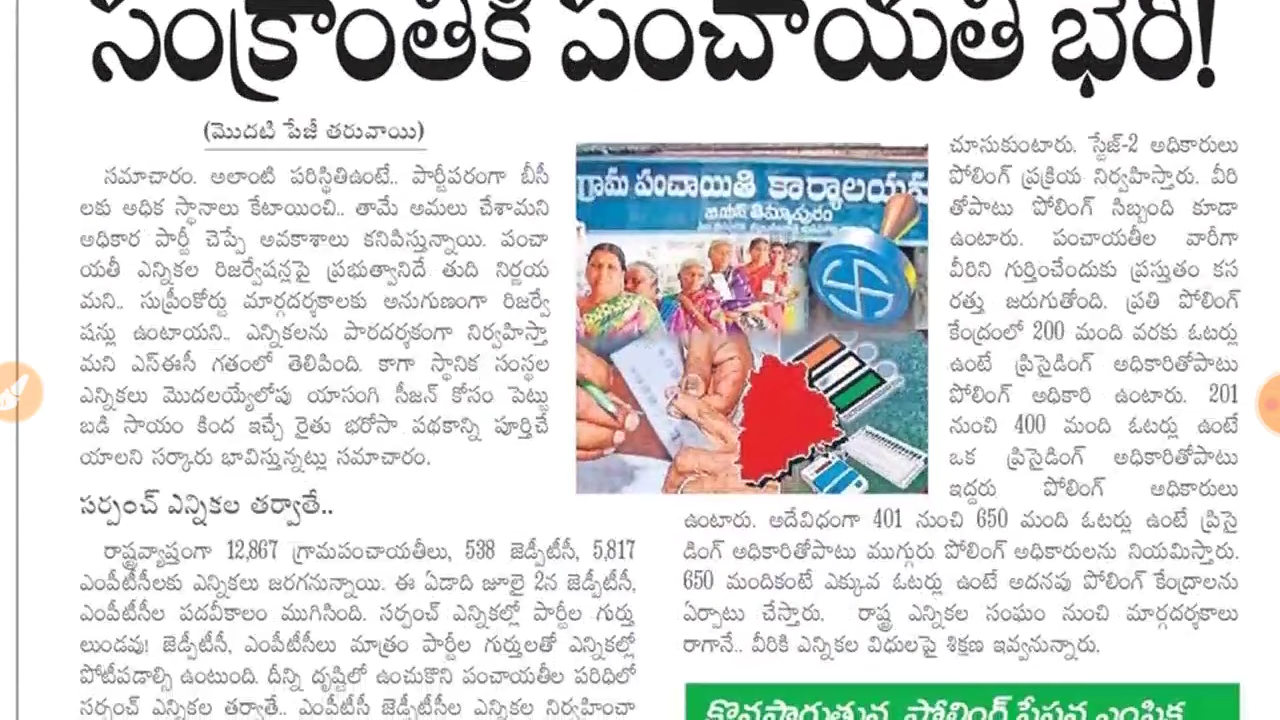 సంక్రాంతికి పంచాయతీ భేరి!
(మొదటి పేజీ తరువాయి)
సమాచారం. అలాంటి పరిస్థితిఉంటే.. పార్టీపరంగా బీసీ
లకు అధిక స్థానాలు కేటాయించి.. తామే అమలు చేశామని
అధికార పార్టీ చెప్పే అవకాశాలు కనిపిస్తున్నాయి. పంచా
యతీ ఎన్నికల రిజర్వేషన్లపై ప్రభుత్వానిదే తుది నిర్ణయ
మని.. సుప్రీంకోర్టు మార్గదర్శకాలకు అనుగుణంగా రిజర్వే
షన్లు ఉంటాయని.. ఎన్నికలను పారదర్శకంగా నిర్వహిస్తా
మని ఎస్ఈసీ గతంలో తెలిపింది. కాగా స్థానిక సంస్థల
ఎన్నికలు మొదలయ్యేలోపు యాసంగి సీజన్ కోసం పెట్టు
బడి సాయం కింద ఇచ్చే రైతు భరోసా పథకాన్ని పూర్తిచే
యాలని సర్కారు భావిస్తున్నట్లు సమాచారం.
సర్పంచ్ ఎన్నికల తర్వాతే..
రాష్ట్రవ్యాప్తంగా 12,867 గ్రామపంచాయతీలు, 538 జెడ్పీటీసీ, 5,817
ఎంపీటీసీలకు ఎన్నికలు జరగనున్నాయి. ఈ ఏడాది జూలై 2న జెడ్పీటీసీ,
ఎంపీటీసీల పదవీకాలం ముగిసింది. సర్పంచ్ ఎన్నికల్లో పార్టీల గుర్తు
లుండవు! జెడ్పీటీసీ, ఎంపీటీసీలు మాత్రం పార్టీల గుర్తులతో ఎన్నికల్లో
పోటీపడాల్సి ఉంటుంది. దీన్ని దృష్టిలో ఉంచుకొని పంచాయతీల పరిధిలో
సర్పంచ్ ఎన్నికల తర్వాతే.. ఎంపీటీసీ జెడ్పీటీసీల ఎన్నికల నిర్వహించా
గ్రామ పంచాయితి కార్యాలయము
ఐ.యస్ తిమ్మాపురం
చూసుకుంటారు. స్టేజ్-2 అధికారులు
పోలింగ్ ప్రక్రియ నిర్వహిస్తారు. వీరి
తోపాటు పోలింగ్ సిబ్బంది కూడా
ఉంటారు. పంచాయతీల వారీగా
వీరిని గుర్తించేందుకు ప్రస్తుతం కస
రత్తు జరుగుతోంది. ప్రతి పోలింగ్
కేంద్రంలో 200 మంది వరకు ఓటర్లు
ఉంటే ప్రిసైడింగ్ అధికారితోపాటు
పోలింగ్ అధికారి ఉంటారు. 201
నుంచి 400 మంది ఓటర్లు ఉంటే
ఒక ప్రిసైడింగ్ అధికారితోపాటు
ఇద్దరు పోలింగ్ అధికారులు
ఉంటారు. అదేవిధంగా 401 నుంచి 650 మంది ఓటర్లు ఉంటే ప్రిసై
డింగ్ అధికారితోపాటు ముగ్గురు పోలింగ్ అధికారులను నియమిస్తారు.
650 మందికంటే ఎక్కువ ఓటర్లు ఉంటే అదనపు పోలింగ్ కేంద్రాలను
ఏర్పాటు చేస్తారు. రాష్ట్ర ఎన్నికల సంఘం నుంచి మార్గదర్శకాలు
రాగానే.. వీరికి ఎన్నికల విధులపై శిక్షణ ఇవ్వనున్నారు.
కొనసాగుతున్న పోలింగ్ స్టేషన్ల ఎంపిక